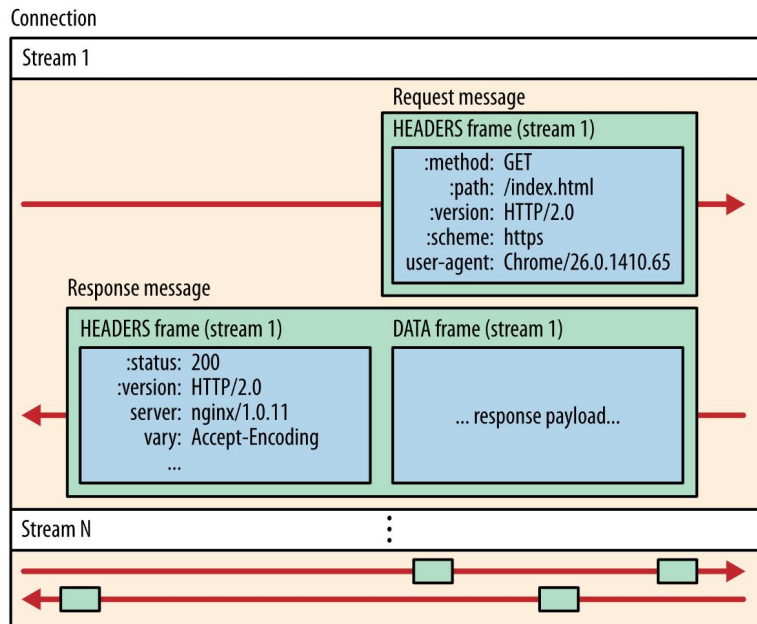 Connection
Stream 1
Request message
HEADERS frame (stream 1)
:method: GET
:path: /index.html
:version: HTTP/2.0
:scheme: https
user-agent: Chrome/26.0.1410.65
Response message
HEADERS frame (stream 1)
:status: 200
:version: HTTP/2.0
server: nginx/1.0.11
vary: Accept-Encoding
...
DATA frame (stream 1)
... response payload...
Stream N